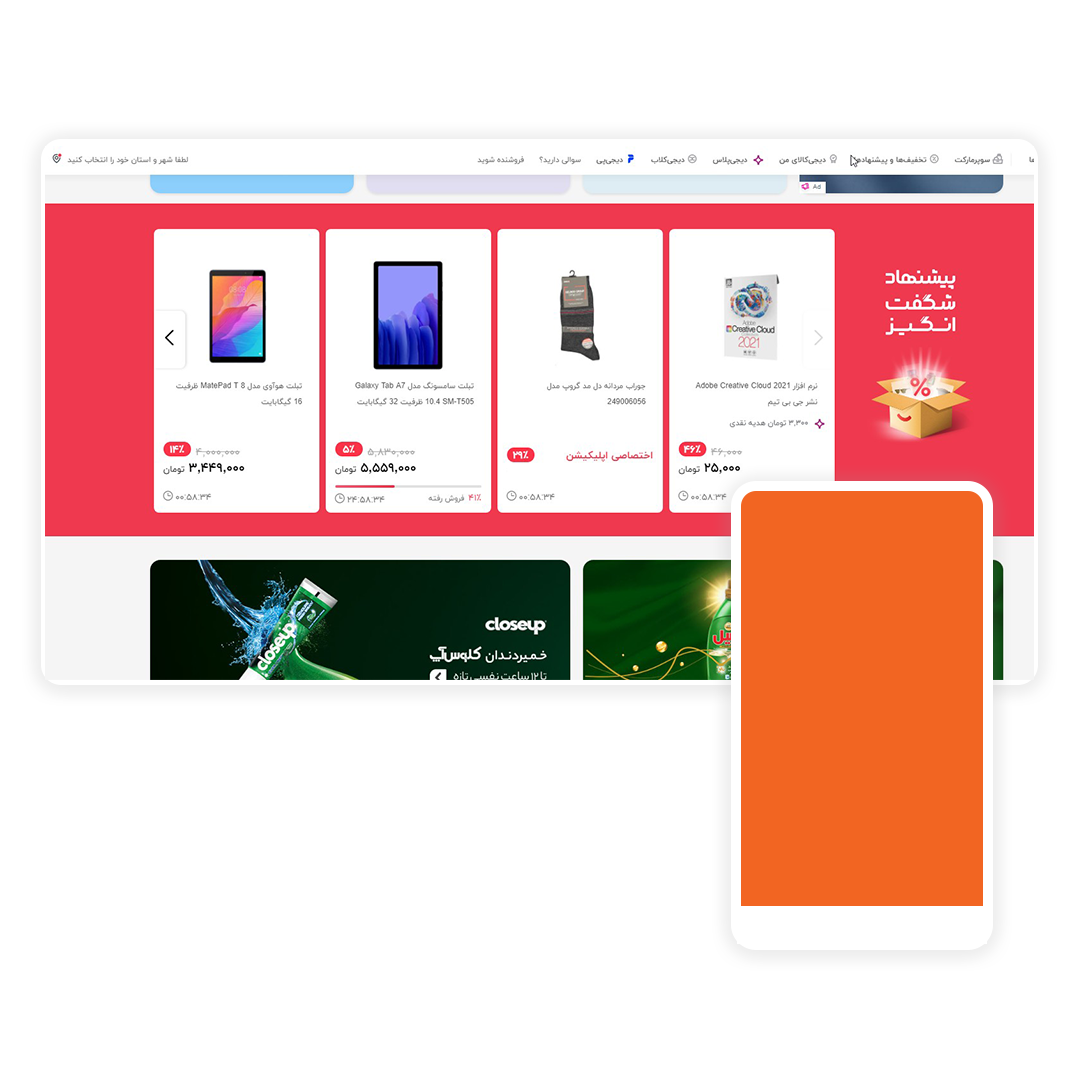 ما
سوپرمارکت
تخفیف‌ها و پیشنهادها
دیجی‌کالای من
دیجی‌پلاس
دیجی‌کلاب
دیجی‌پی
سوالی دارید؟
فروشنده شوید
لطفا شهر و استان خود را انتخاب کنید
Ad
پیشنهاد
شگفت
انگیز
%
Adobe
Creative Cloud
2021
نرم افزار Adobe Creative Cloud 2021
نشر جی بی تیم
۳,۳۰۰ تومان هدیه نقدی
۴۶٪ ۴۶,۰۰۰
۲۵,۰۰۰ تومان
۰۰:۵۸:۳۴
جوراب مردانه دل مد گروپ مدل
249006056
اختصاصی اپلیکیشن ۲۹٪
۰۰:۵۸:۳۴
تبلت سامسونگ مدل Galaxy Tab A7
10.4 SM-T505 ظرفیت 32 گیگابایت
۵٪ ۵,۸۳۰,۰۰۰
۵,۵۵۹,۰۰۰ تومان
۴۱٪ فروش رفته
۲۴:۵۸:۳۴
تبلت هوآوی مدل MatePad T 8 ظرفیت
16 گیگابایت
۱۴٪ ۴,۰۰۰,۰۰۰
۳,۴۴۹,۰۰۰ تومان
۰۰:۵۸:۳۴
closeup
خمیردندان کلوس‌آپ
تا ۱۲ ساعت نفسی تازه
closeup